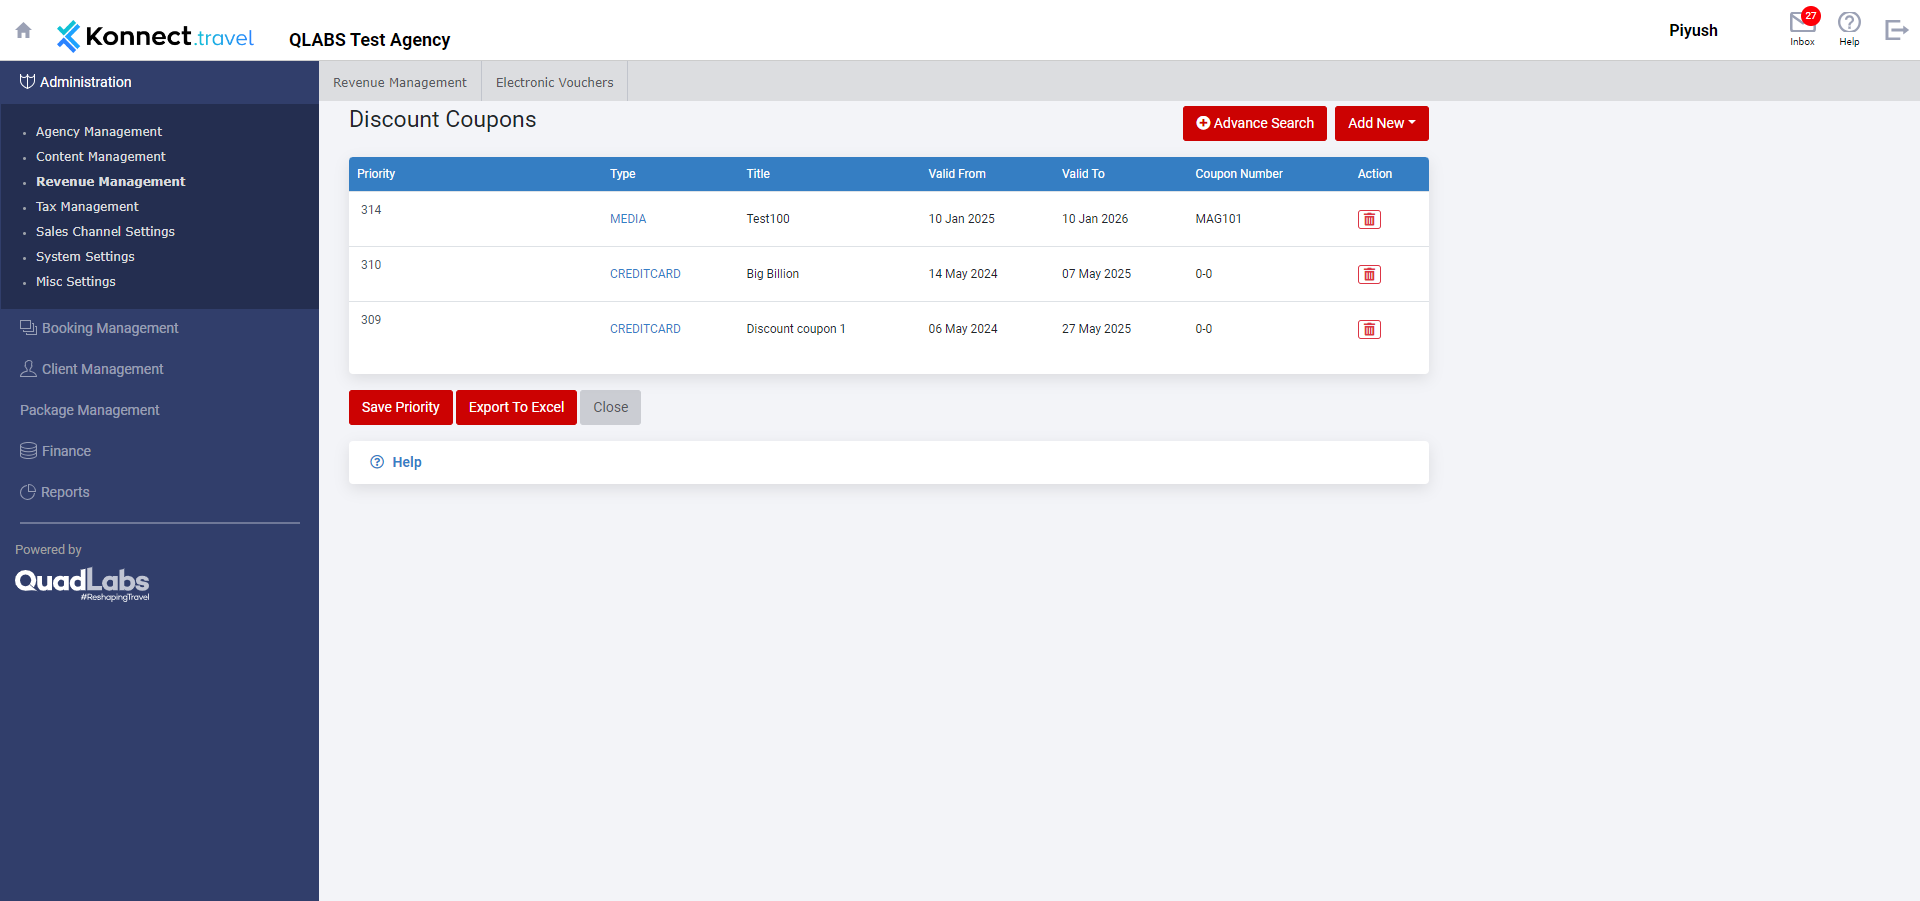 Konnect.travel
QLABS Test Agency
Piyush
27
Inbox
Help
Administration
Agency Management
Content Management
Revenue Management
Tax Management
Sales Channel Settings
System Settings
Misc Settings
Booking Management
Client Management
Package Management
Finance
Reports
Powered by
QuadLabs
#ReshapingTravel
Revenue Management
Electronic Vouchers
Discount Coupons
Advance Search
Add New
Priority Type Title Valid From Valid To Coupon Number Action
314 MEDIA Test100 10 Jan 2025 10 Jan 2026 MAG101
310 CREDITCARD Big Billion 14 May 2024 07 May 2025 0-0
309 CREDITCARD Discount coupon 1 06 May 2024 27 May 2025 0-0
Save Priority Export To Excel Close
Help